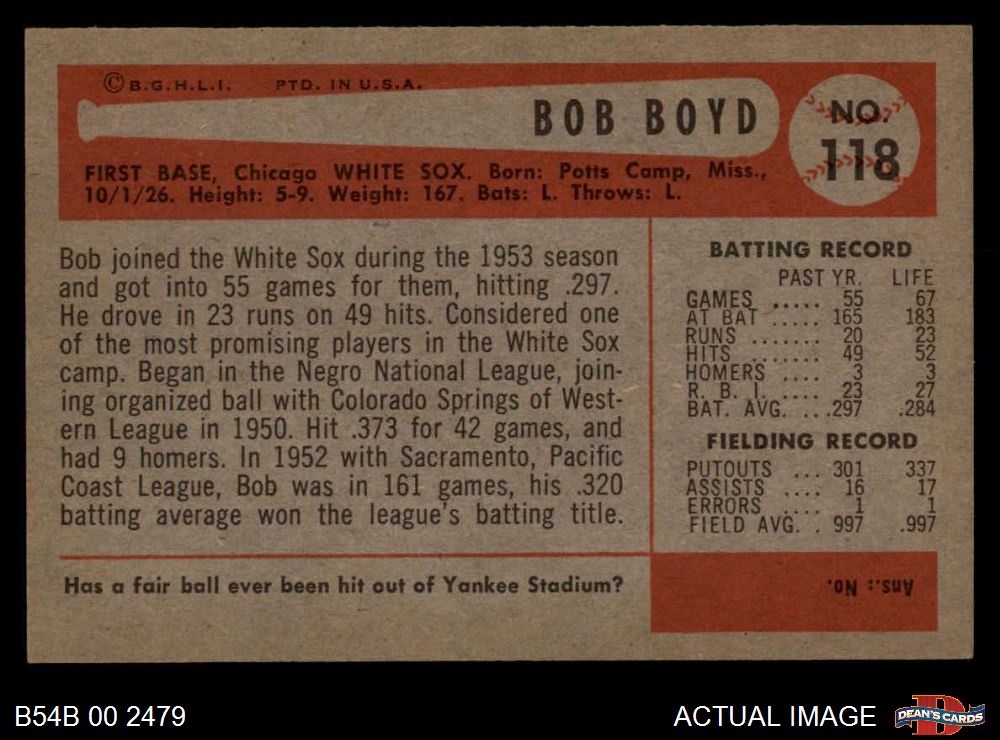 ©B.G.H.L.I. PTD. IN U.S.A.
BOB BOYD
NO.
118
FIRST BASE, Chicago WHITE SOX. Born: Potts Camp, Miss.,
10/1/26. Height: 5-9. Weight: 167. Bats: L. Throws: L.
Bob joined the White Sox during the 1953 season
and got into 55 games for them, hitting .297.
He drove in 23 runs on 49 hits. Considered one
of the most promising players in the White Sox
camp. Began in the Negro National League, join-
ing organized ball with Colorado Springs of West-
ern League in 1950. Hit .373 for 42 games, and
had 9 homers. In 1952 with Sacramento, Pacific
Coast League, Bob was in 161 games, his .320
batting average won the league's batting title.
BATTING RECORD
PAST YR. LIFE
GAMES ..... 55 67
AT BAT ..... 165 183
RUNS ....... 20 23
HITS ....... 49 52
HOMERS .... 3 3
R. B. I. .... 23 27
BAT. AVG. ...297 .284
FIELDING RECORD
PUTOUTS ... 301 337
ASSISTS .... 16 17
ERRORS .... 1 1
FIELD AVG. . 997 .997
Has a fair ball ever been hit out of Yankee Stadium?
Ans.: No.
B54B 00 2479
ACTUAL IMAGE
D
DEAN'S CARDS